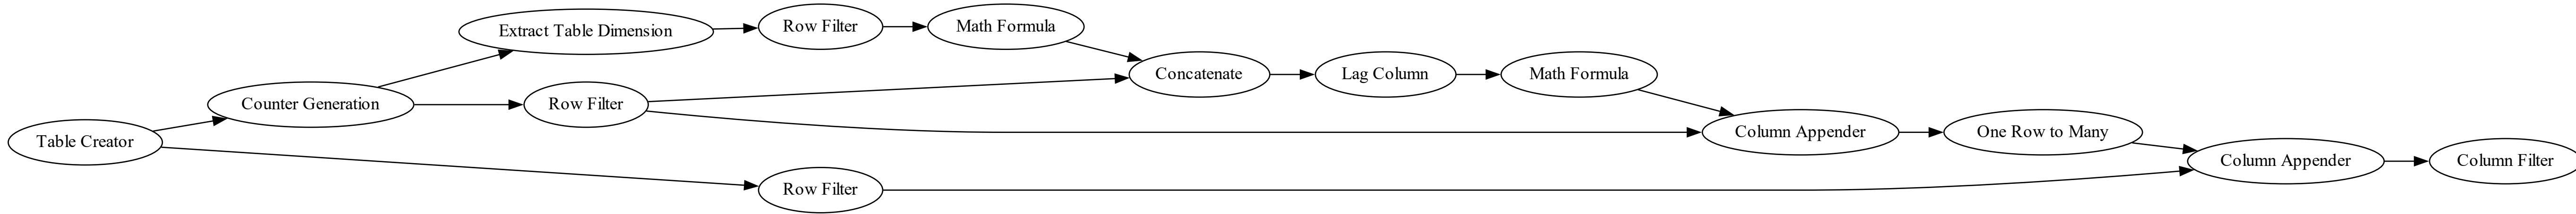 Table Creator
Counter Generation
Extract Table Dimension
Row Filter
Math Formula
Row Filter
Concatenate
Lag Column
Math Formula
Row Filter
Column Appender
One Row to Many
Column Appender
Column Filter